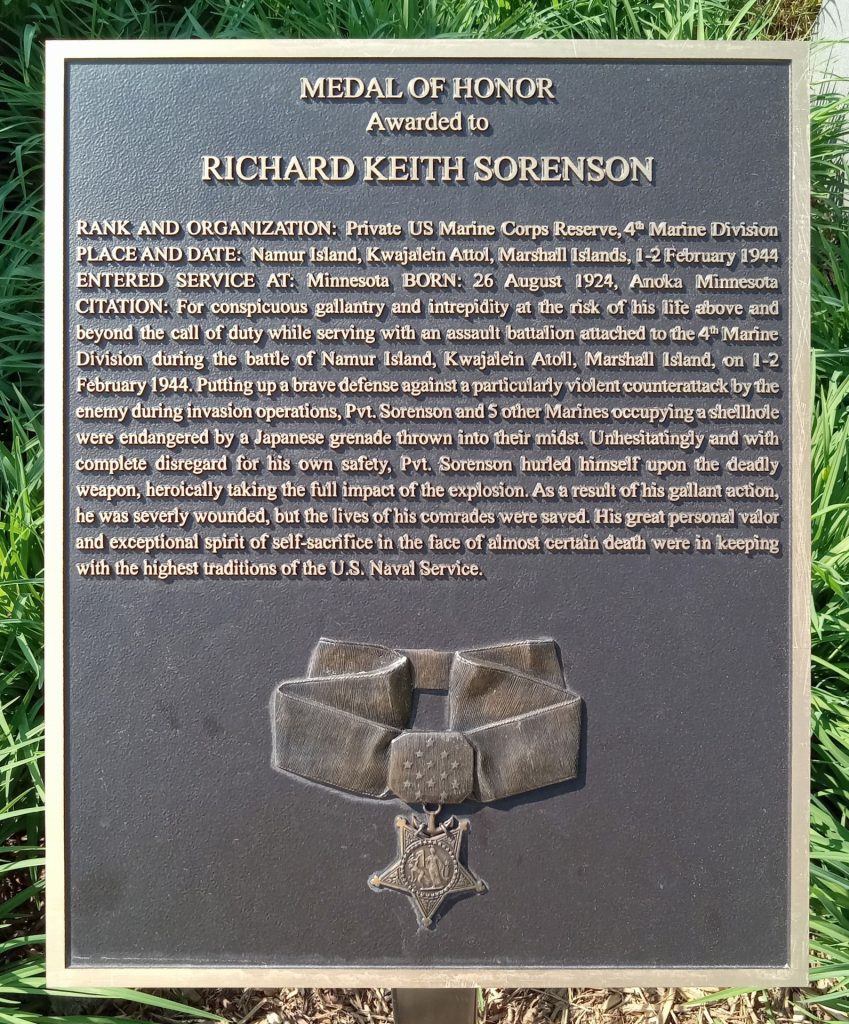 MEDAL OF HONOR
Awarded to
RICHARD KEITH SORENSON
RANK AND ORGANIZATION: Private US Marine Corps Reserve, 4th Marine Division
PLACE AND DATE: Namur Island, Kwajalein Attol, Marshall Islands, 1-2 February 1944
ENTERED SERVICE AT: Minnesota BORN: 26 August 1924, Anoka Minnesota
CITATION: For conspicuous gallantry and intrepidity at the risk of his life above and
beyond the call of duty while serving with an assault battalion attached to the 4th Marine
Division during the battle of Namur Island, Kwajalein Atoll, Marshall Island, on 1-2
February 1944. Putting up a brave defense against a particularly violent counterattack by the
enemy during invasion operations, Pvt. Sorenson and 5 other Marines occupying a shellhole
were endangered by a Japanese grenade thrown into their midst. Unhesitatingly and with
complete disregard for his own safety, Pvt. Sorenson hurled himself upon the deadly
weapon, heroically taking the full impact of the explosion. As a result of his gallant action,
he was severly wounded, but the lives of his comrades were saved. His great personal valor
and exceptional spirit of self-sacrifice in the face of almost certain death were in keeping
with the highest traditions of the U.S. Naval Service.